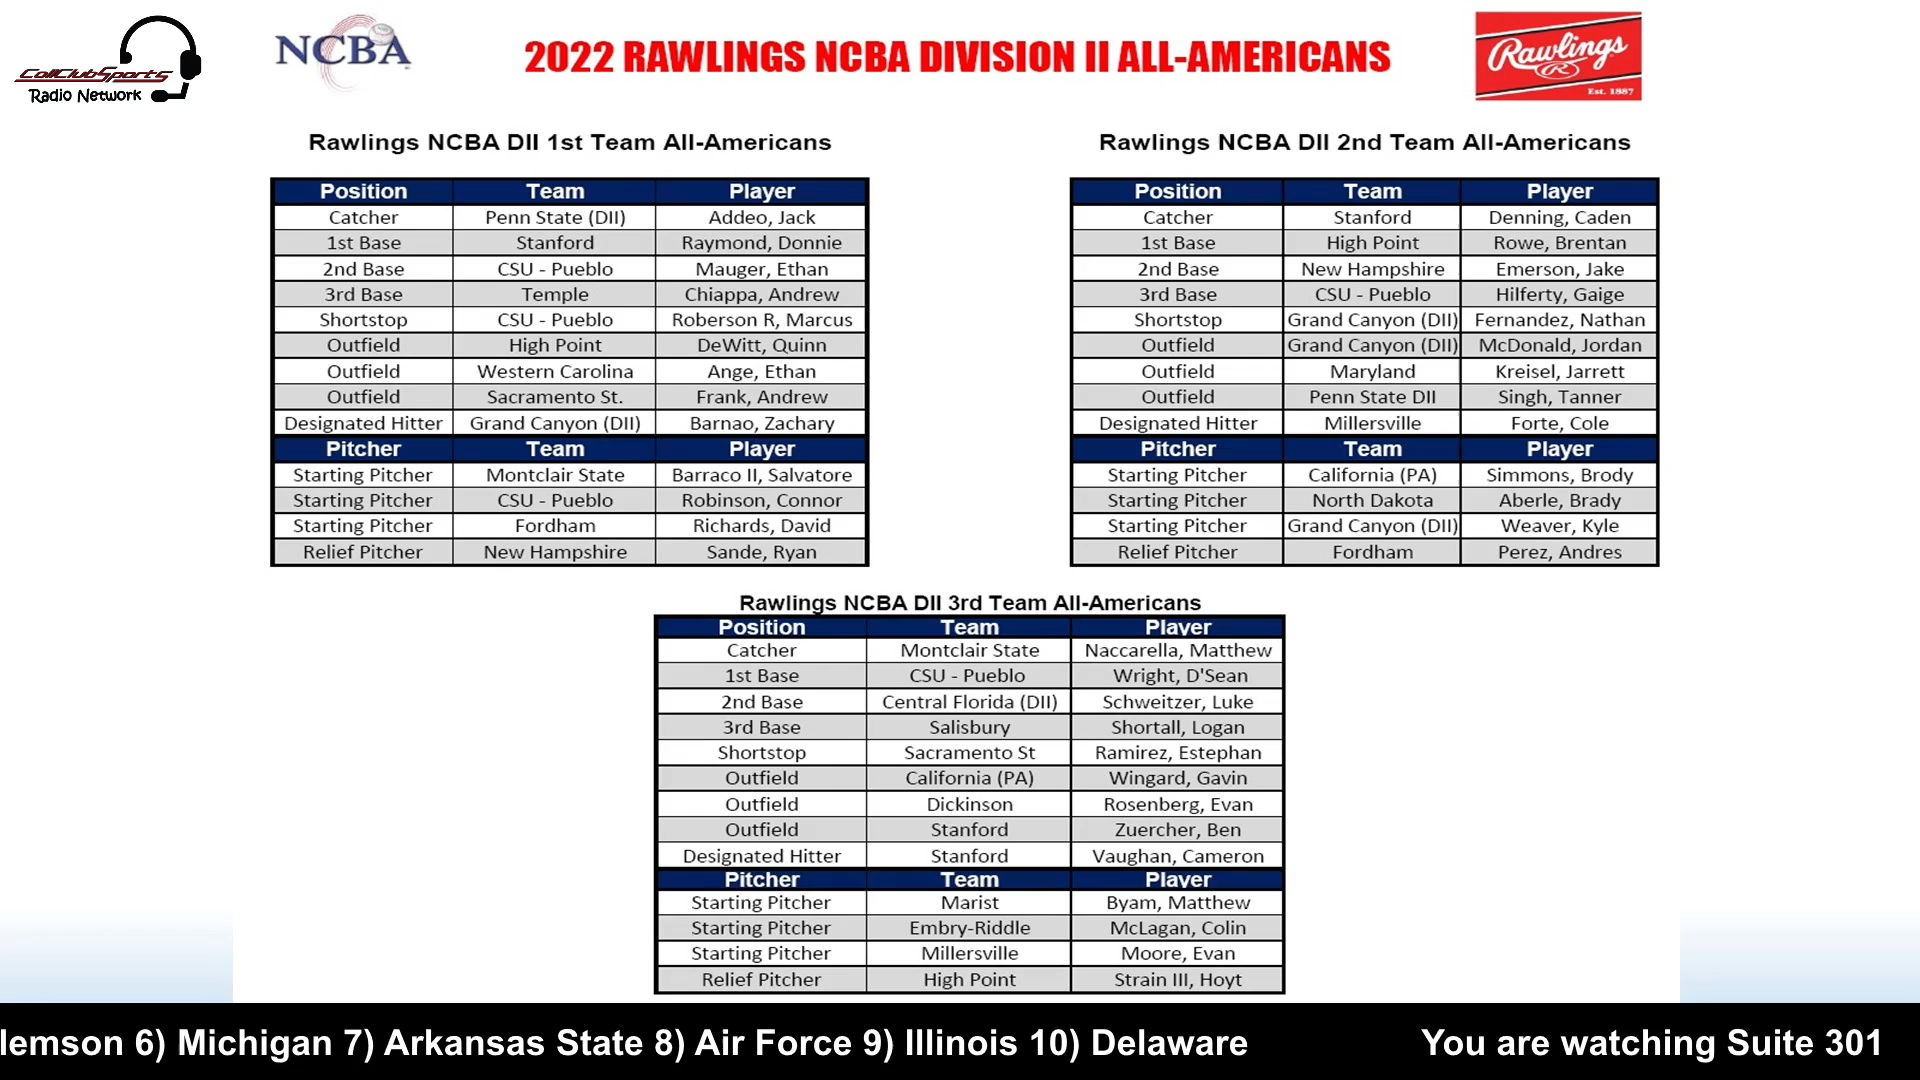 CollClubSports
Radio Network
NCBA
2022 RAWLINGS NCBA DIVISION II ALL-AMERICANS
Rawlings
R
Est. 1887
Rawlings NCBA DII 1st Team All-Americans
Position Team Player
Catcher Penn State (DII) Addeo, Jack
1st Base Stanford Raymond, Donnie
2nd Base CSU - Pueblo Mauger, Ethan
3rd Base Temple Chiappa, Andrew
Shortstop CSU - Pueblo Roberson R, Marcus
Outfield High Point DeWitt, Quinn
Outfield Western Carolina Ange, Ethan
Outfield Sacramento St. Frank, Andrew
Designated Hitter Grand Canyon (DII) Barnao, Zachary
Pitcher Team Player
Starting Pitcher Montclair State Barraco II, Salvatore
Starting Pitcher CSU - Pueblo Robinson, Connor
Starting Pitcher Fordham Richards, David
Relief Pitcher New Hampshire Sande, Ryan
Rawlings NCBA DII 2nd Team All-Americans
Position Team Player
Catcher Stanford Denning, Caden
1st Base High Point Rowe, Brentan
2nd Base New Hampshire Emerson, Jake
3rd Base CSU - Pueblo Hilferty, Gaige
Shortstop Grand Canyon (DII) Fernandez, Nathan
Outfield Grand Canyon (DII) McDonald, Jordan
Outfield Maryland Kreisel, Jarrett
Outfield Penn State DII Singh, Tanner
Designated Hitter Millersville Forte, Cole
Pitcher Team Player
Starting Pitcher California (PA) Simmons, Brody
Starting Pitcher North Dakota Aberle, Brady
Starting Pitcher Grand Canyon (DII) Weaver, Kyle
Relief Pitcher Fordham Perez, Andres
Rawlings NCBA DII 3rd Team All-Americans
Position Team Player
Catcher Montclair State Naccarella, Matthew
1st Base CSU - Pueblo Wright, D'Sean
2nd Base Central Florida (DII) Schweitzer, Luke
3rd Base Salisbury Shortall, Logan
Shortstop Sacramento St Ramirez, Estephan
Outfield California (PA) Wingard, Gavin
Outfield Dickinson Rosenberg, Evan
Outfield Stanford Zuercher, Ben
Designated Hitter Stanford Vaughan, Cameron
Pitcher Team Player
Starting Pitcher Marist Byam, Matthew
Starting Pitcher Embry-Riddle McLagan, Colin
Starting Pitcher Millersville Moore, Evan
Relief Pitcher High Point Strain III, Hoyt
lemson 6) Michigan 7) Arkansas State 8) Air Force 9) Illinois 10) Delaware You are watching Suite 301